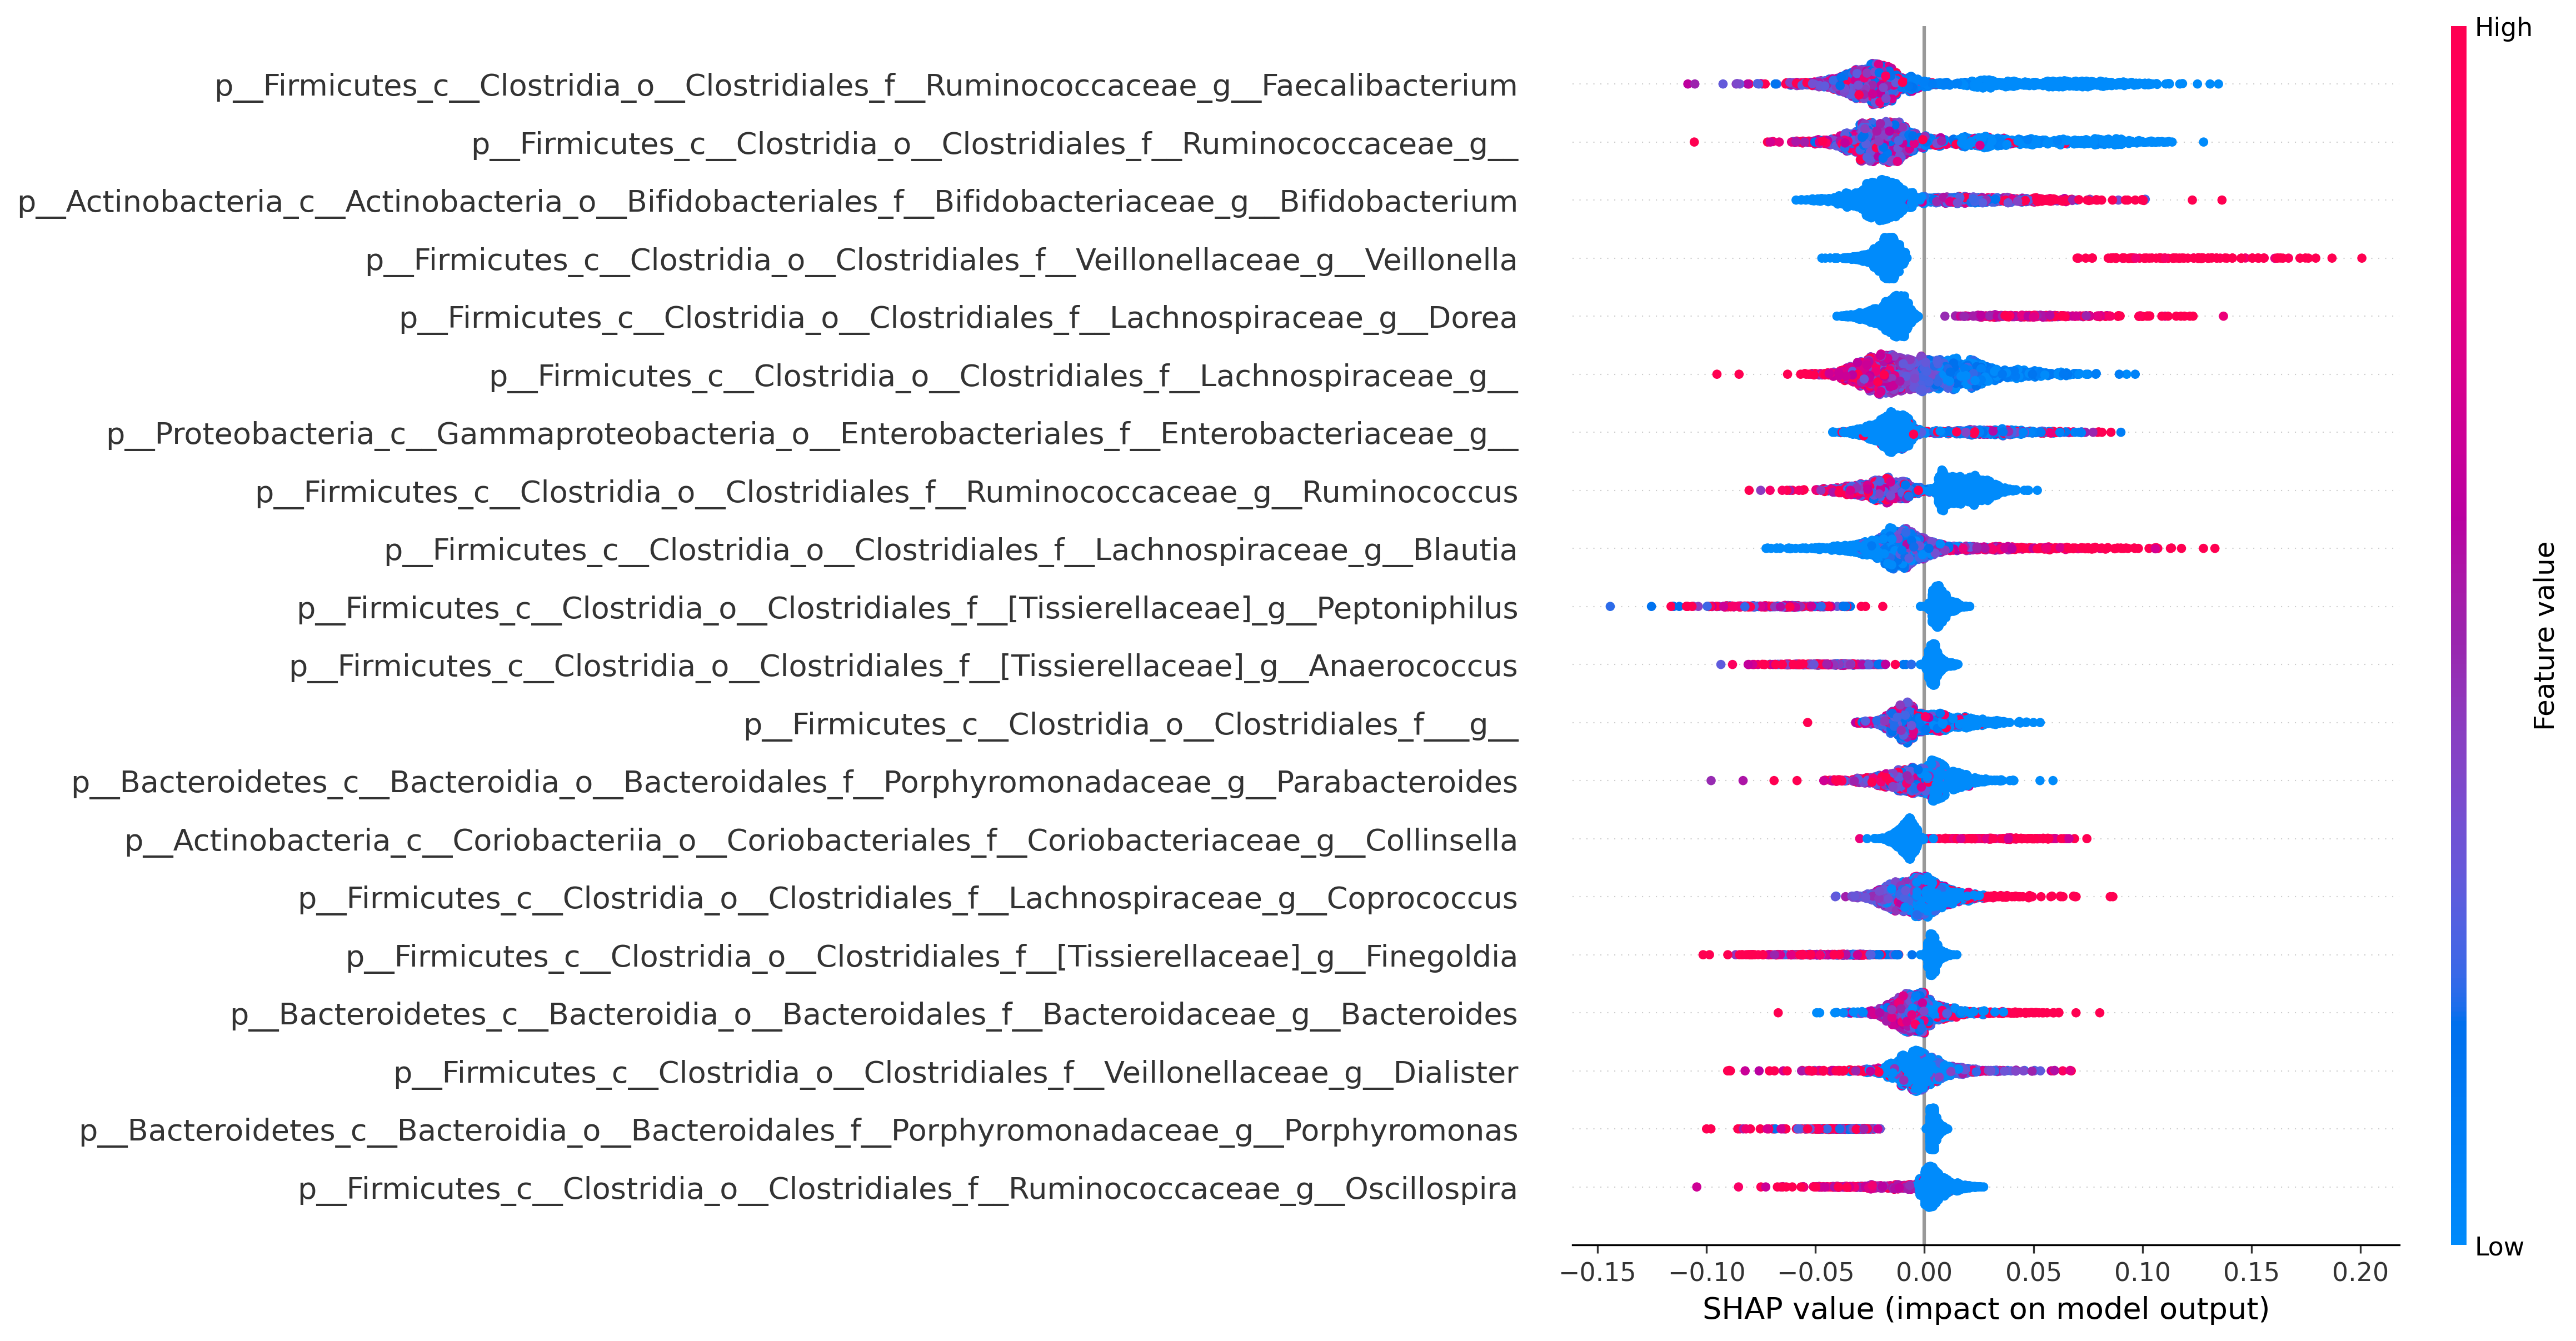 High
p__Firmicutes_c__Clostridia_o__Clostridiales_f__Ruminococcaceae_g__Faecalibacterium
p__Firmicutes_c__Clostridia_o__Clostridiales_f__Ruminococcaceae_g__
p__Actinobacteria_c__Actinobacteria_o__Bifidobacteriales_f__Bifidobacteriaceae_g__Bifidobacterium
p__Firmicutes_c__Clostridia_o__Clostridiales_f__Veillonellaceae_g__Veillonella
p__Firmicutes_c__Clostridia_o__Clostridiales_f__Lachnospiraceae_g__Dorea
p__Firmicutes_c__Clostridia_o__Clostridiales_f__Lachnospiraceae_g__
p__Proteobacteria_c__Gammaproteobacteria_o__Enterobacteriales_f__Enterobacteriaceae_g__
p__Firmicutes_c__Clostridia_o__Clostridiales_f__Ruminococcaceae_g__Ruminococcus
p__Firmicutes_c__Clostridia_o__Clostridiales_f__Lachnospiraceae_g__Blautia
p__Firmicutes_c__Clostridia_o__Clostridiales_f__[Tissierellaceae]_g__Peptoniphilus
p__Firmicutes_c__Clostridia_o__Clostridiales_f__[Tissierellaceae]_g__Anaerococcus
p__Firmicutes_c__Clostridia_o__Clostridiales_f___g__
p__Bacteroidetes_c__Bacteroidia_o__Bacteroidales_f__Porphyromonadaceae_g__Parabacteroides
p__Actinobacteria_c__Coriobacteriia_o__Coriobacteriales_f__Coriobacteriaceae_g__Collinsella
p__Firmicutes_c__Clostridia_o__Clostridiales_f__Lachnospiraceae_g__Coprococcus
p__Firmicutes_c__Clostridia_o__Clostridiales_f__[Tissierellaceae]_g__Finegoldia
p__Bacteroidetes_c__Bacteroidia_o__Bacteroidales_f__Bacteroidaceae_g__Bacteroides
p__Firmicutes_c__Clostridia_o__Clostridiales_f__Veillonellaceae_g__Dialister
p__Bacteroidetes_c__Bacteroidia_o__Bacteroidales_f__Porphyromonadaceae_g__Porphyromonas
p__Firmicutes_c__Clostridia_o__Clostridiales_f__Ruminococcaceae_g__Oscillospira
Feature value
Low
−0.15 −0.10 −0.05 0.00 0.05 0.10 0.15 0.20
SHAP value (impact on model output)